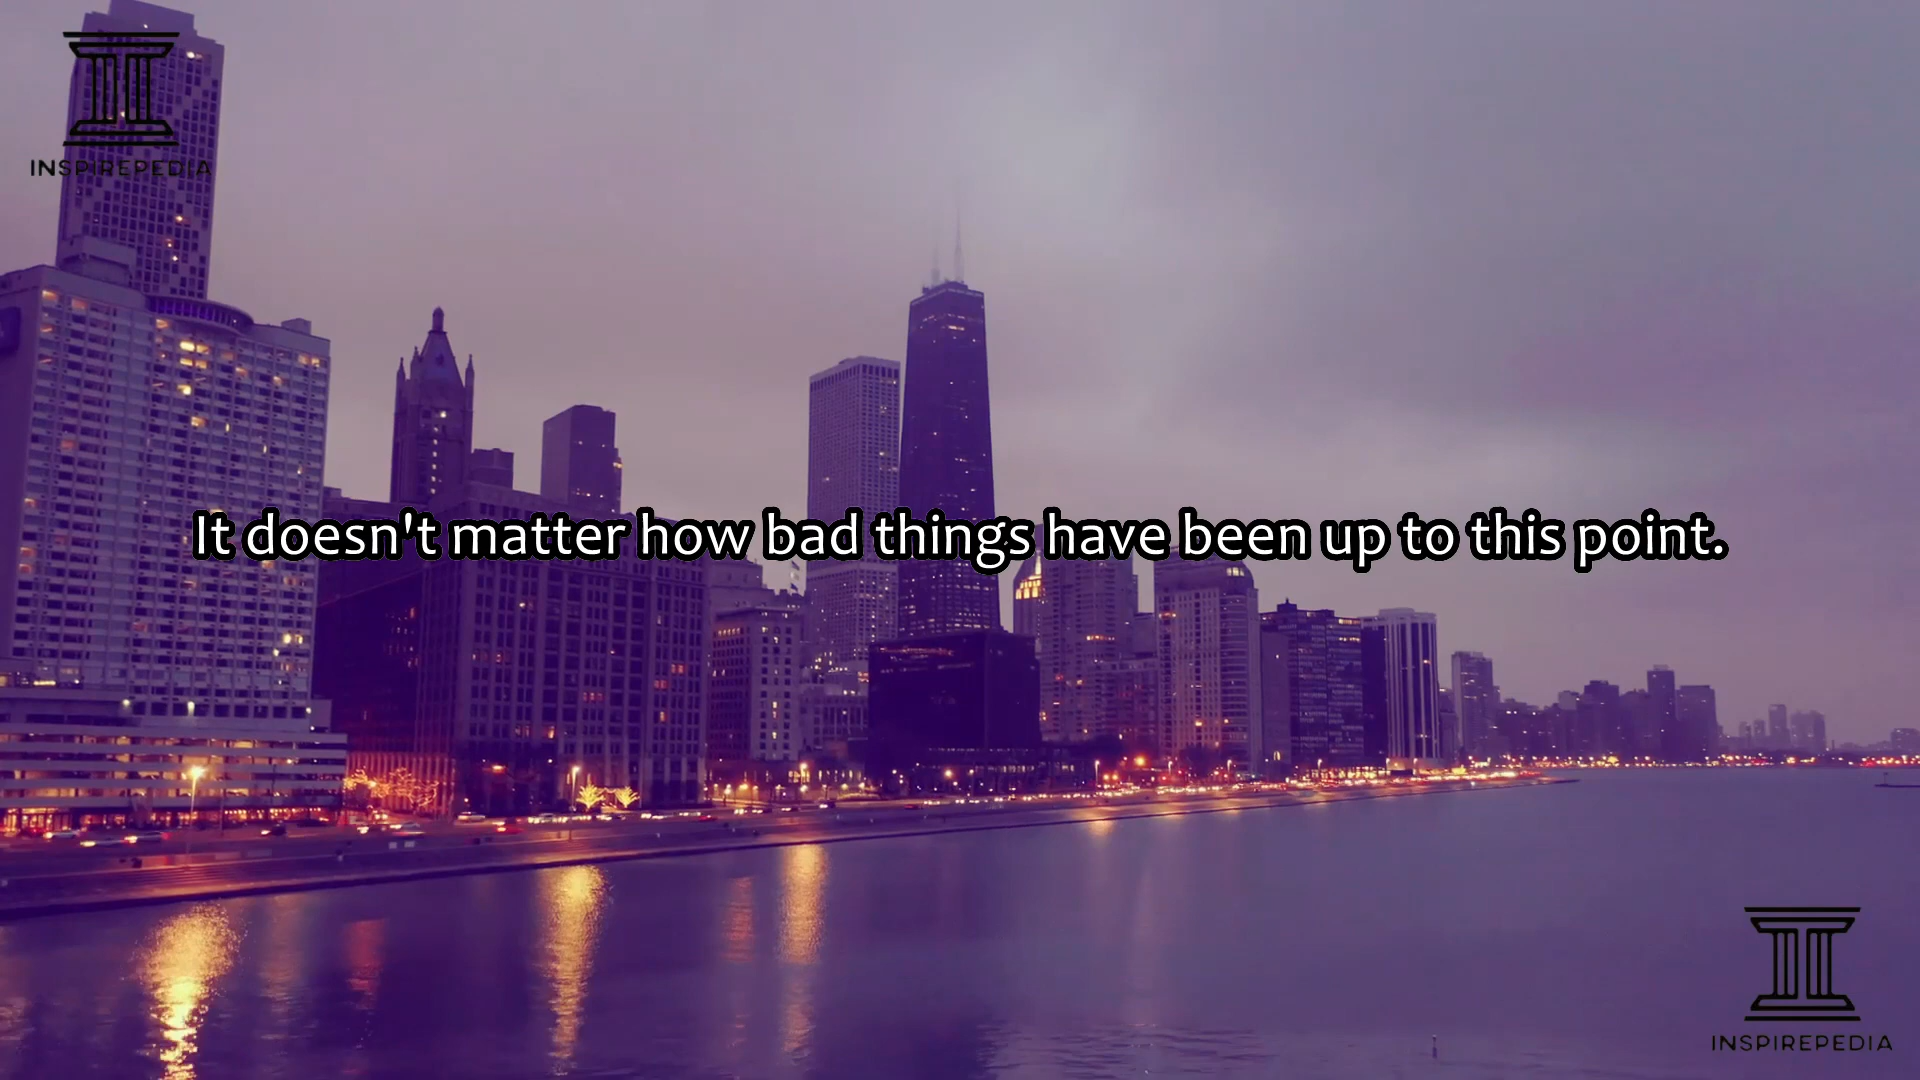 INSPIREPEDIA
It doesn't matter how bad things have been up to this point.
INSPIREPEDIA